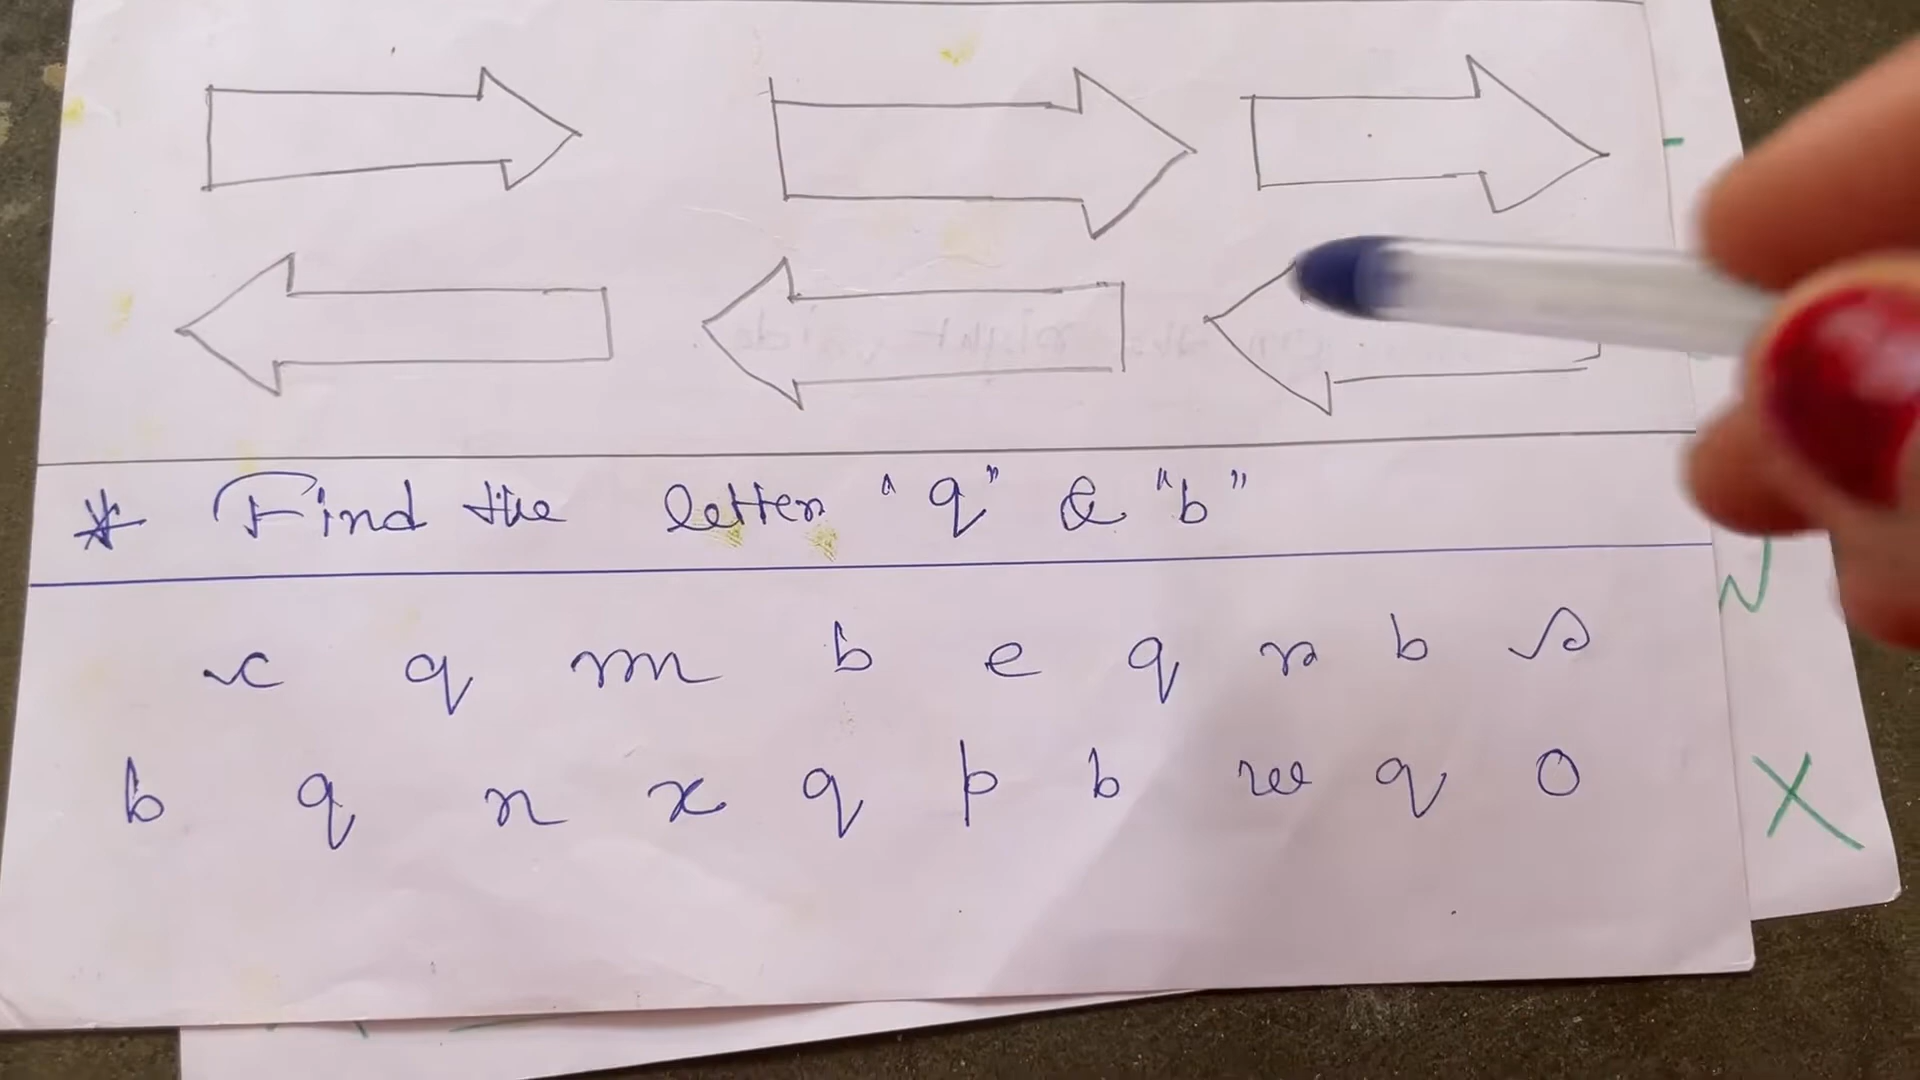 * Find the letter "q" & "b"
c q m b e q r b s
b q n x q p b w q o
X